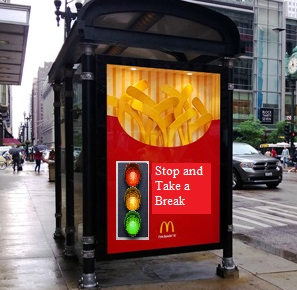 Stop and
Take a
Break